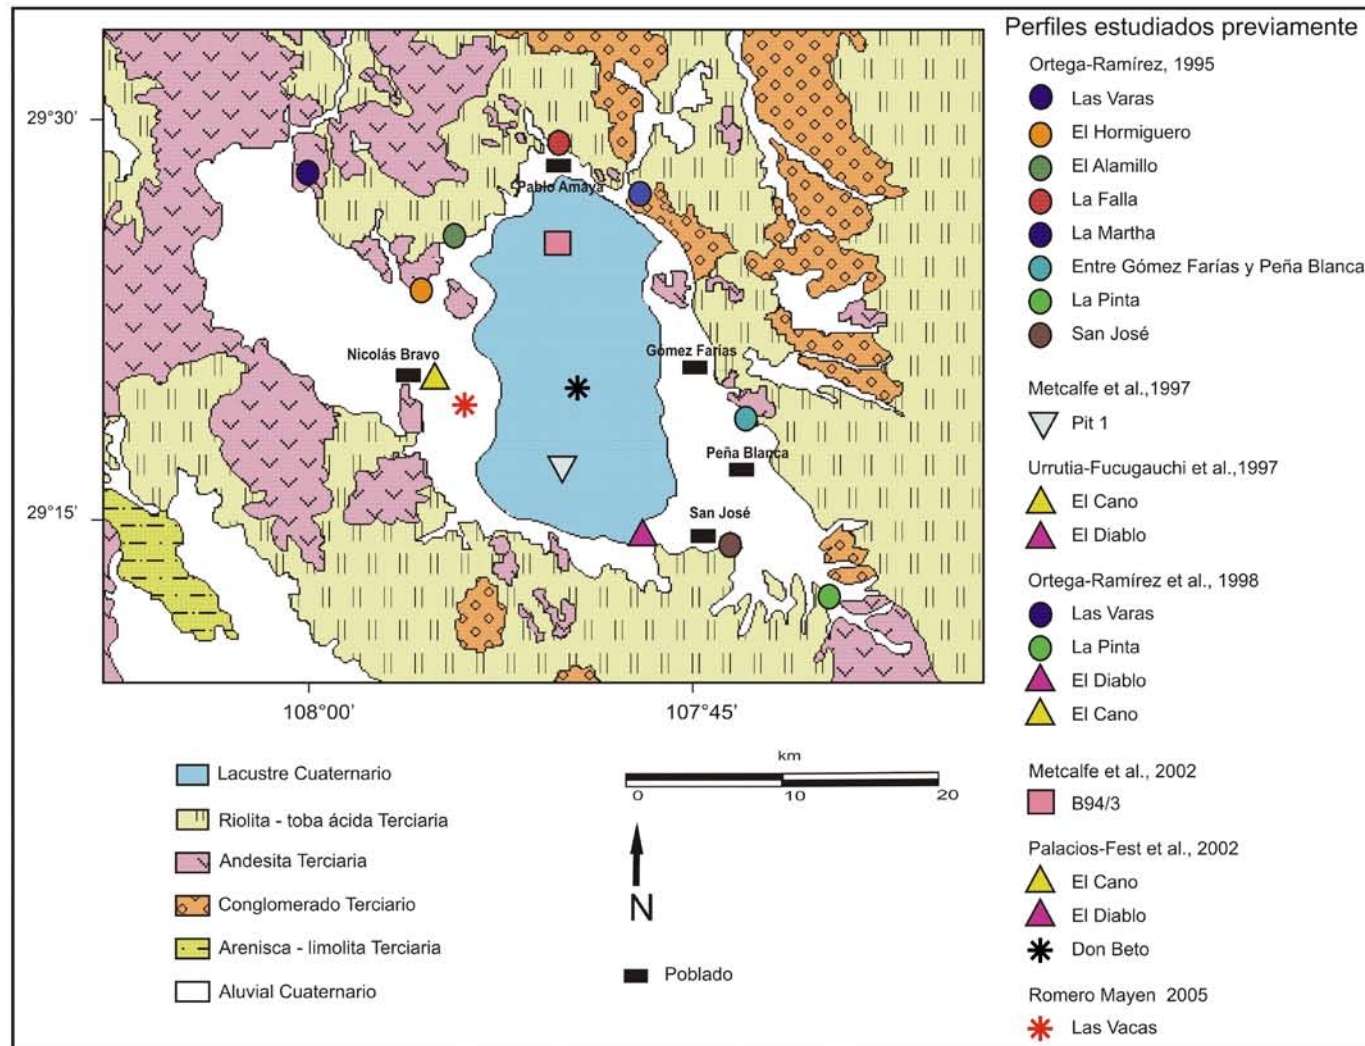 Perfiles estudiados previamente
Ortega-Ramírez, 1995
Las Varas
El Hormiguero
El Alamillo
La Falla
La Martha
Entre Gómez Farías y Peña Blanca
La Pinta
San José
Metcalfe et al.,1997
Pit 1
Urrutia-Fucugauchi et al.,1997
El Cano
El Diablo
Ortega-Ramírez et al., 1998
Las Varas
La Pinta
El Diablo
El Cano
Metcalfe et al., 2002
B94/3
Palacios-Fest et al., 2002
El Cano
El Diablo
Don Beto
Romero Mayen 2005
Las Vacas
29°30'
29°15'
108°00'
107°45'
Pablo Amaya
Nicolás Bravo
Gómez Farías
Peña Blanca
San José
Lacustre Cuaternario
Riolita - toba ácida Terciaria
Andesita Terciaria
Conglomerado Terciario
Arenisca - limolita Terciaria
Aluvial Cuaternario
km
0 10 20
N
Poblado